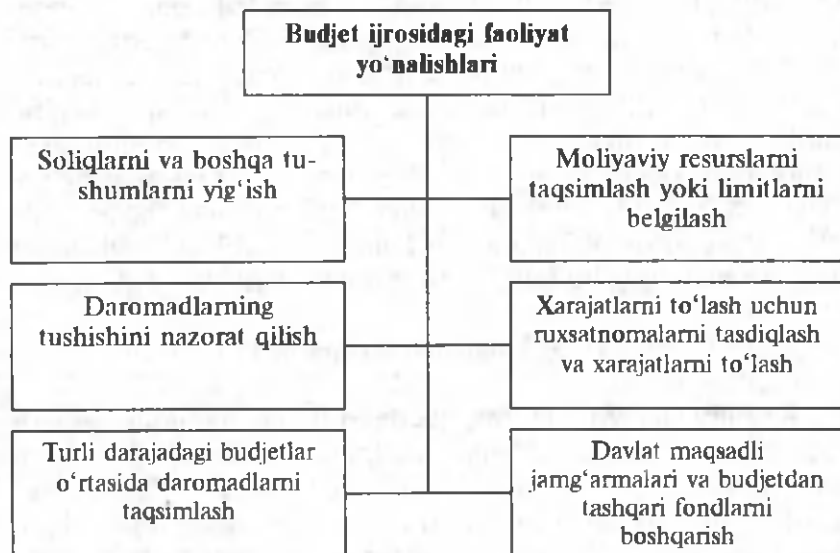 Budjet ijrosidagi faoliyat
yo‘nalishlari
Soliqlarni va boshqa tu-
shumlarni yig‘ish
Moliyaviy resurslarni
taqsimlash yoki limitlarni
belgilash
Daromadlarning
tushishini nazorat qilish
Xarajatlarni to‘lash uchun
ruxsatnomalarni tasdiqlash
va xarajatlarni to‘lash
Turli darajadagi budjetlar
o‘rtasida daromadlarni
taqsimlash
Davlat maqsadli
jamg‘armalari va budjetdan
tashqari fondlarni
boshqarish